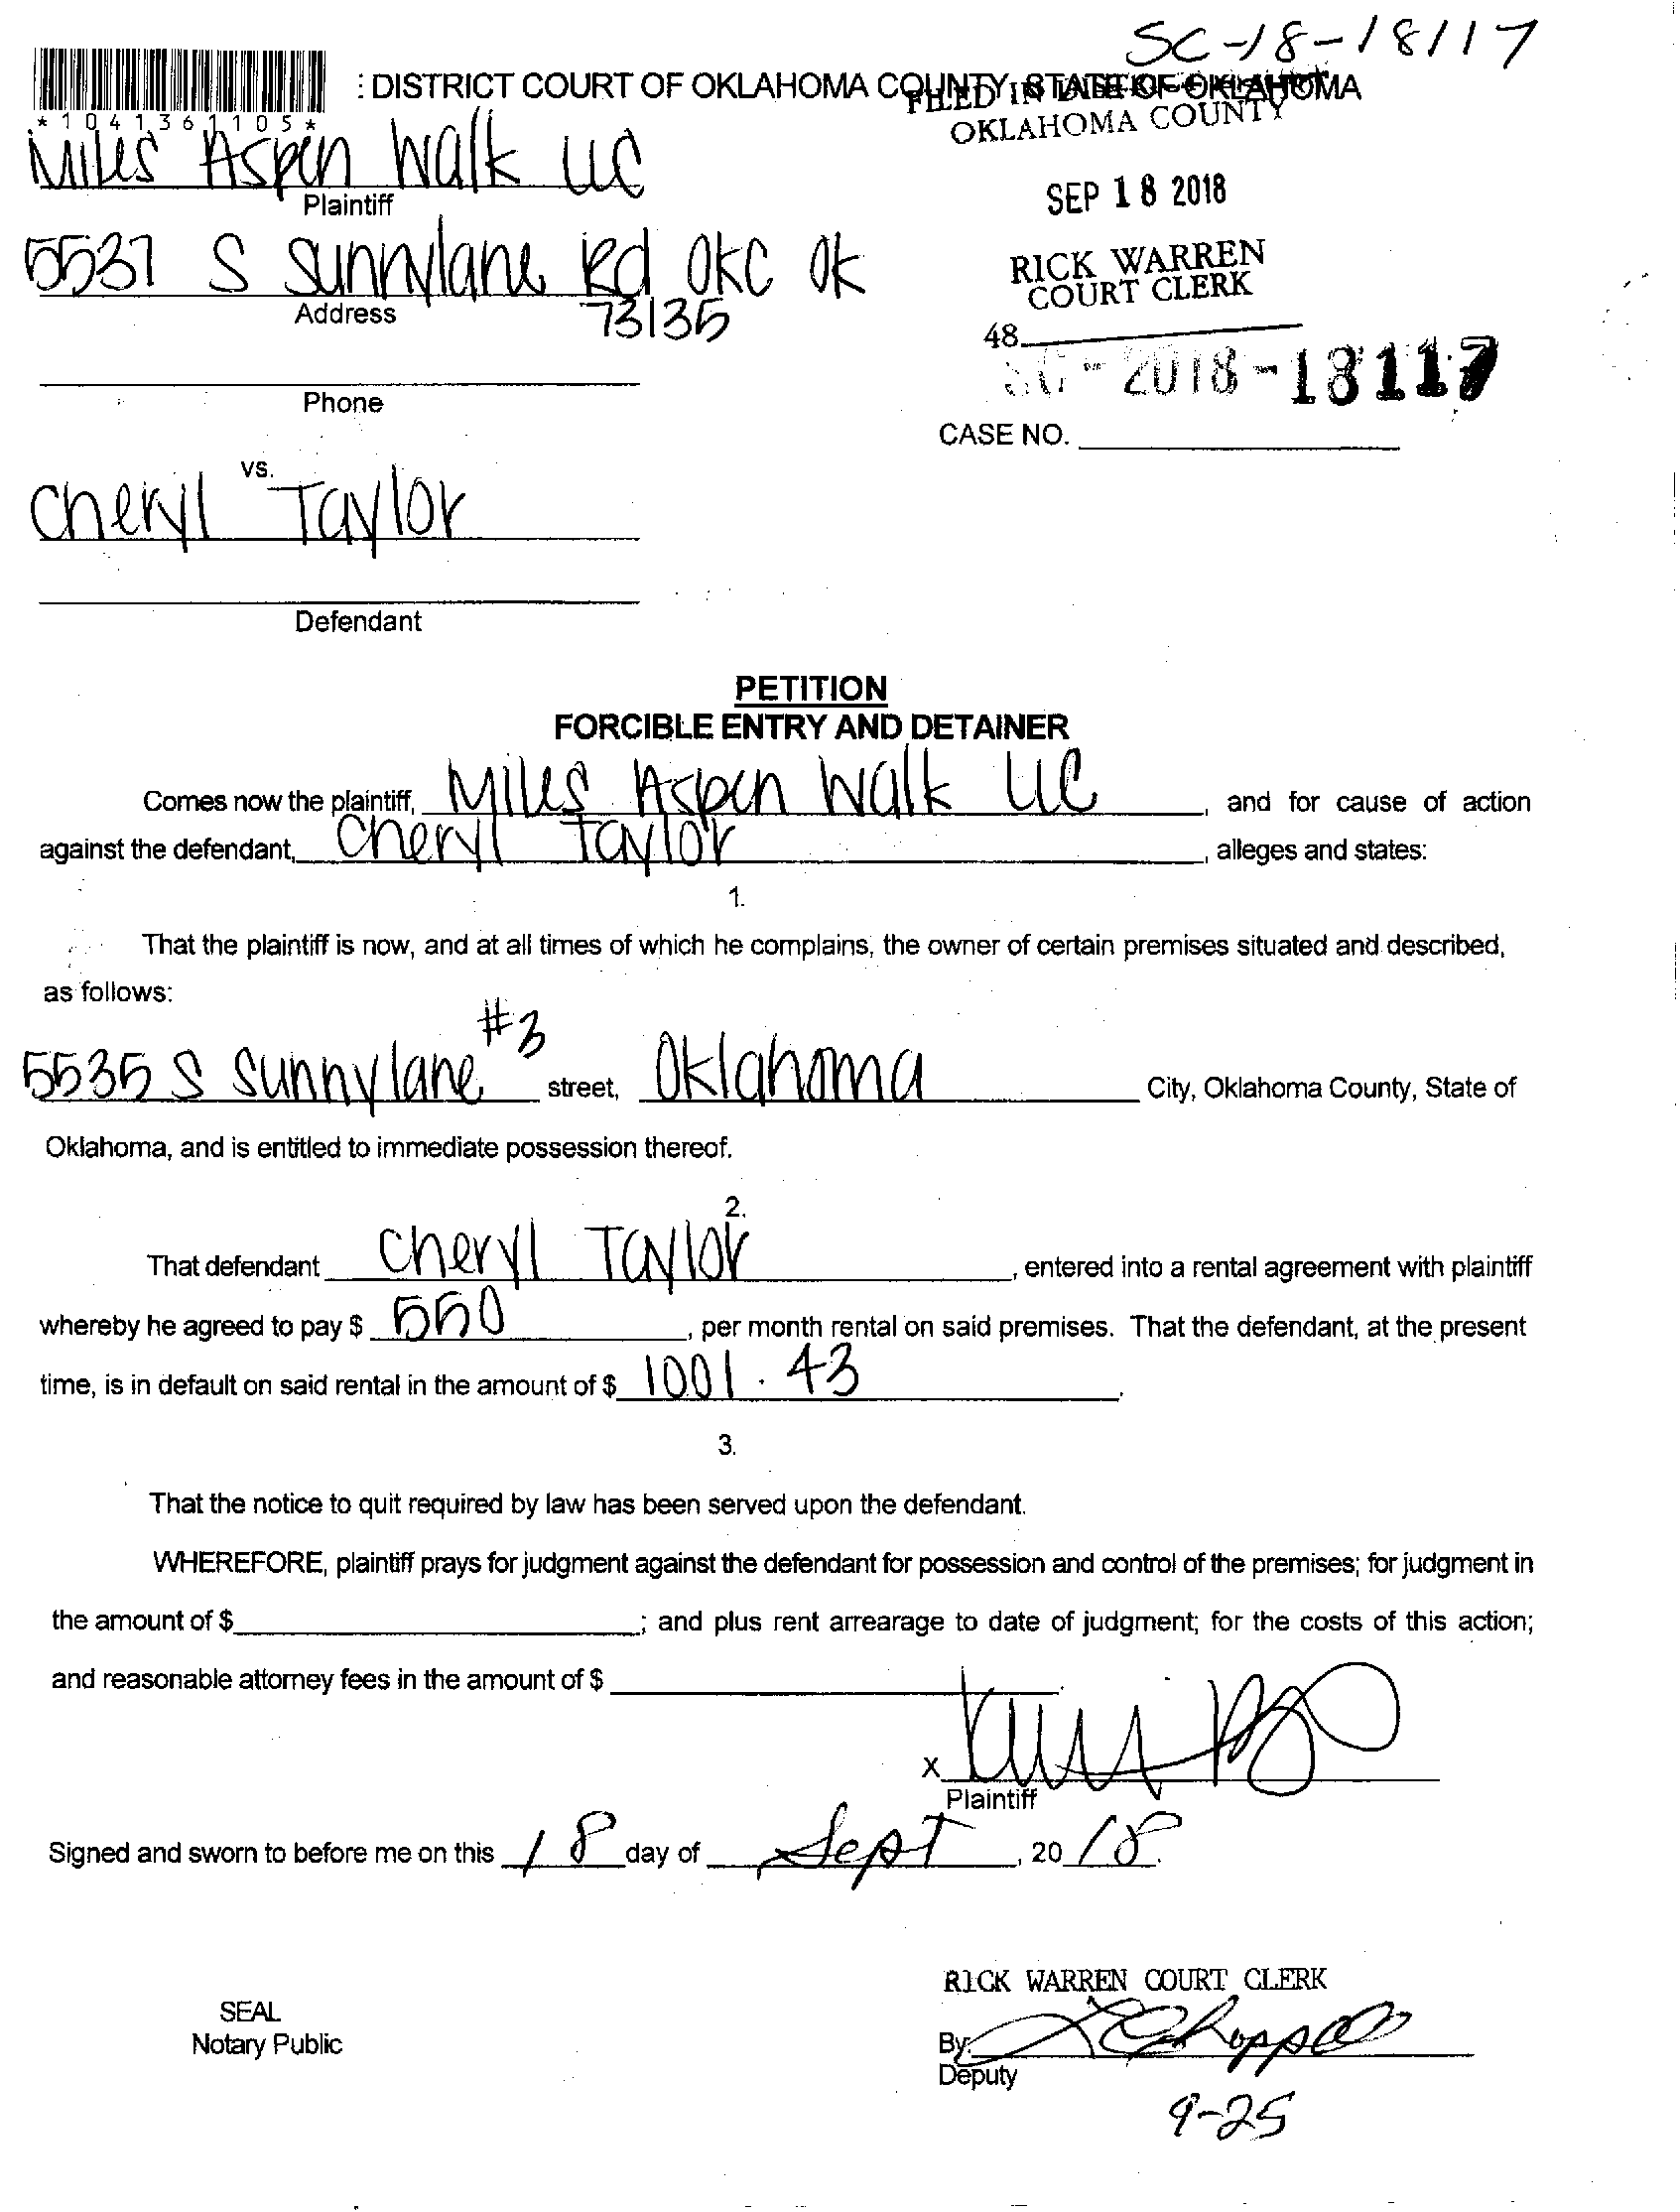 SC-18-18117
: DISTRICT COURT OF OKLAHOMA COUNTY, STATE OF OKLAHOMA
FILED IN
OKLAHOMA COUNTY
*1041361105*
Miles Aspen Walk LLC
Plaintiff
SEP 18 2018
5537 S Sunnylane Rd OKC OK
73135
Address
RICK WARREN
COURT CLERK
48
Phone
SC-2018-18117
CASE NO.
vs.
Cheryl Taylor
Defendant
PETITION
FORCIBLE ENTRY AND DETAINER
Comes now the plaintiff, Miles Aspen Walk LLC, and for cause of action
against the defendant, Cheryl Taylor, alleges and states:
1.
That the plaintiff is now, and at all times of which he complains, the owner of certain premises situated and described,
as follows:
5535 S Sunnylane #3 street, Oklahoma City, Oklahoma County, State of
Oklahoma, and is entitled to immediate possession thereof.
2.
That defendant Cheryl Taylor, entered into a rental agreement with plaintiff
whereby he agreed to pay $ 550, per month rental on said premises. That the defendant, at the present
time, is in default on said rental in the amount of $ 1001.43.
3.
That the notice to quit required by law has been served upon the defendant.
WHEREFORE, plaintiff prays for judgment against the defendant for possession and control of the premises; for judgment in
the amount of $ ; and plus rent arrearage to date of judgment; for the costs of this action;
and reasonable attorney fees in the amount of $ .
X
Plaintiff
Signed and sworn to before me on this 18 day of Sept, 20 18.
RICK WARREN COURT CLERK
SEAL
Notary Public
By:
Deputy
9-25